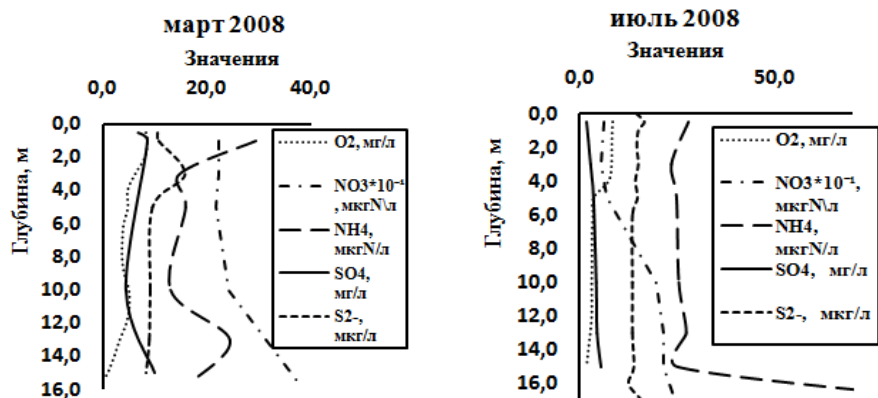 март 2008
Значения
0,0 20,0 40,0
0,0
2,0
4,0
6,0
8,0
10,0
12,0
14,0
16,0
Глубина, м
O2, мг/л
NO3*10⁻¹
, мкгN\л
NH4,
мкгN/л
SO4,
мг/л
S2-,
мкг/л
июль 2008
Значения
0,0 50,0
0,0
2,0
4,0
6,0
8,0
10,0
12,0
14,0
16,0
Глубина, м
O2, мг/л
NO3*10⁻¹,
мкгN\л
NH4,
мкгN/л
SO4, мг/л
S2-, мкг/л